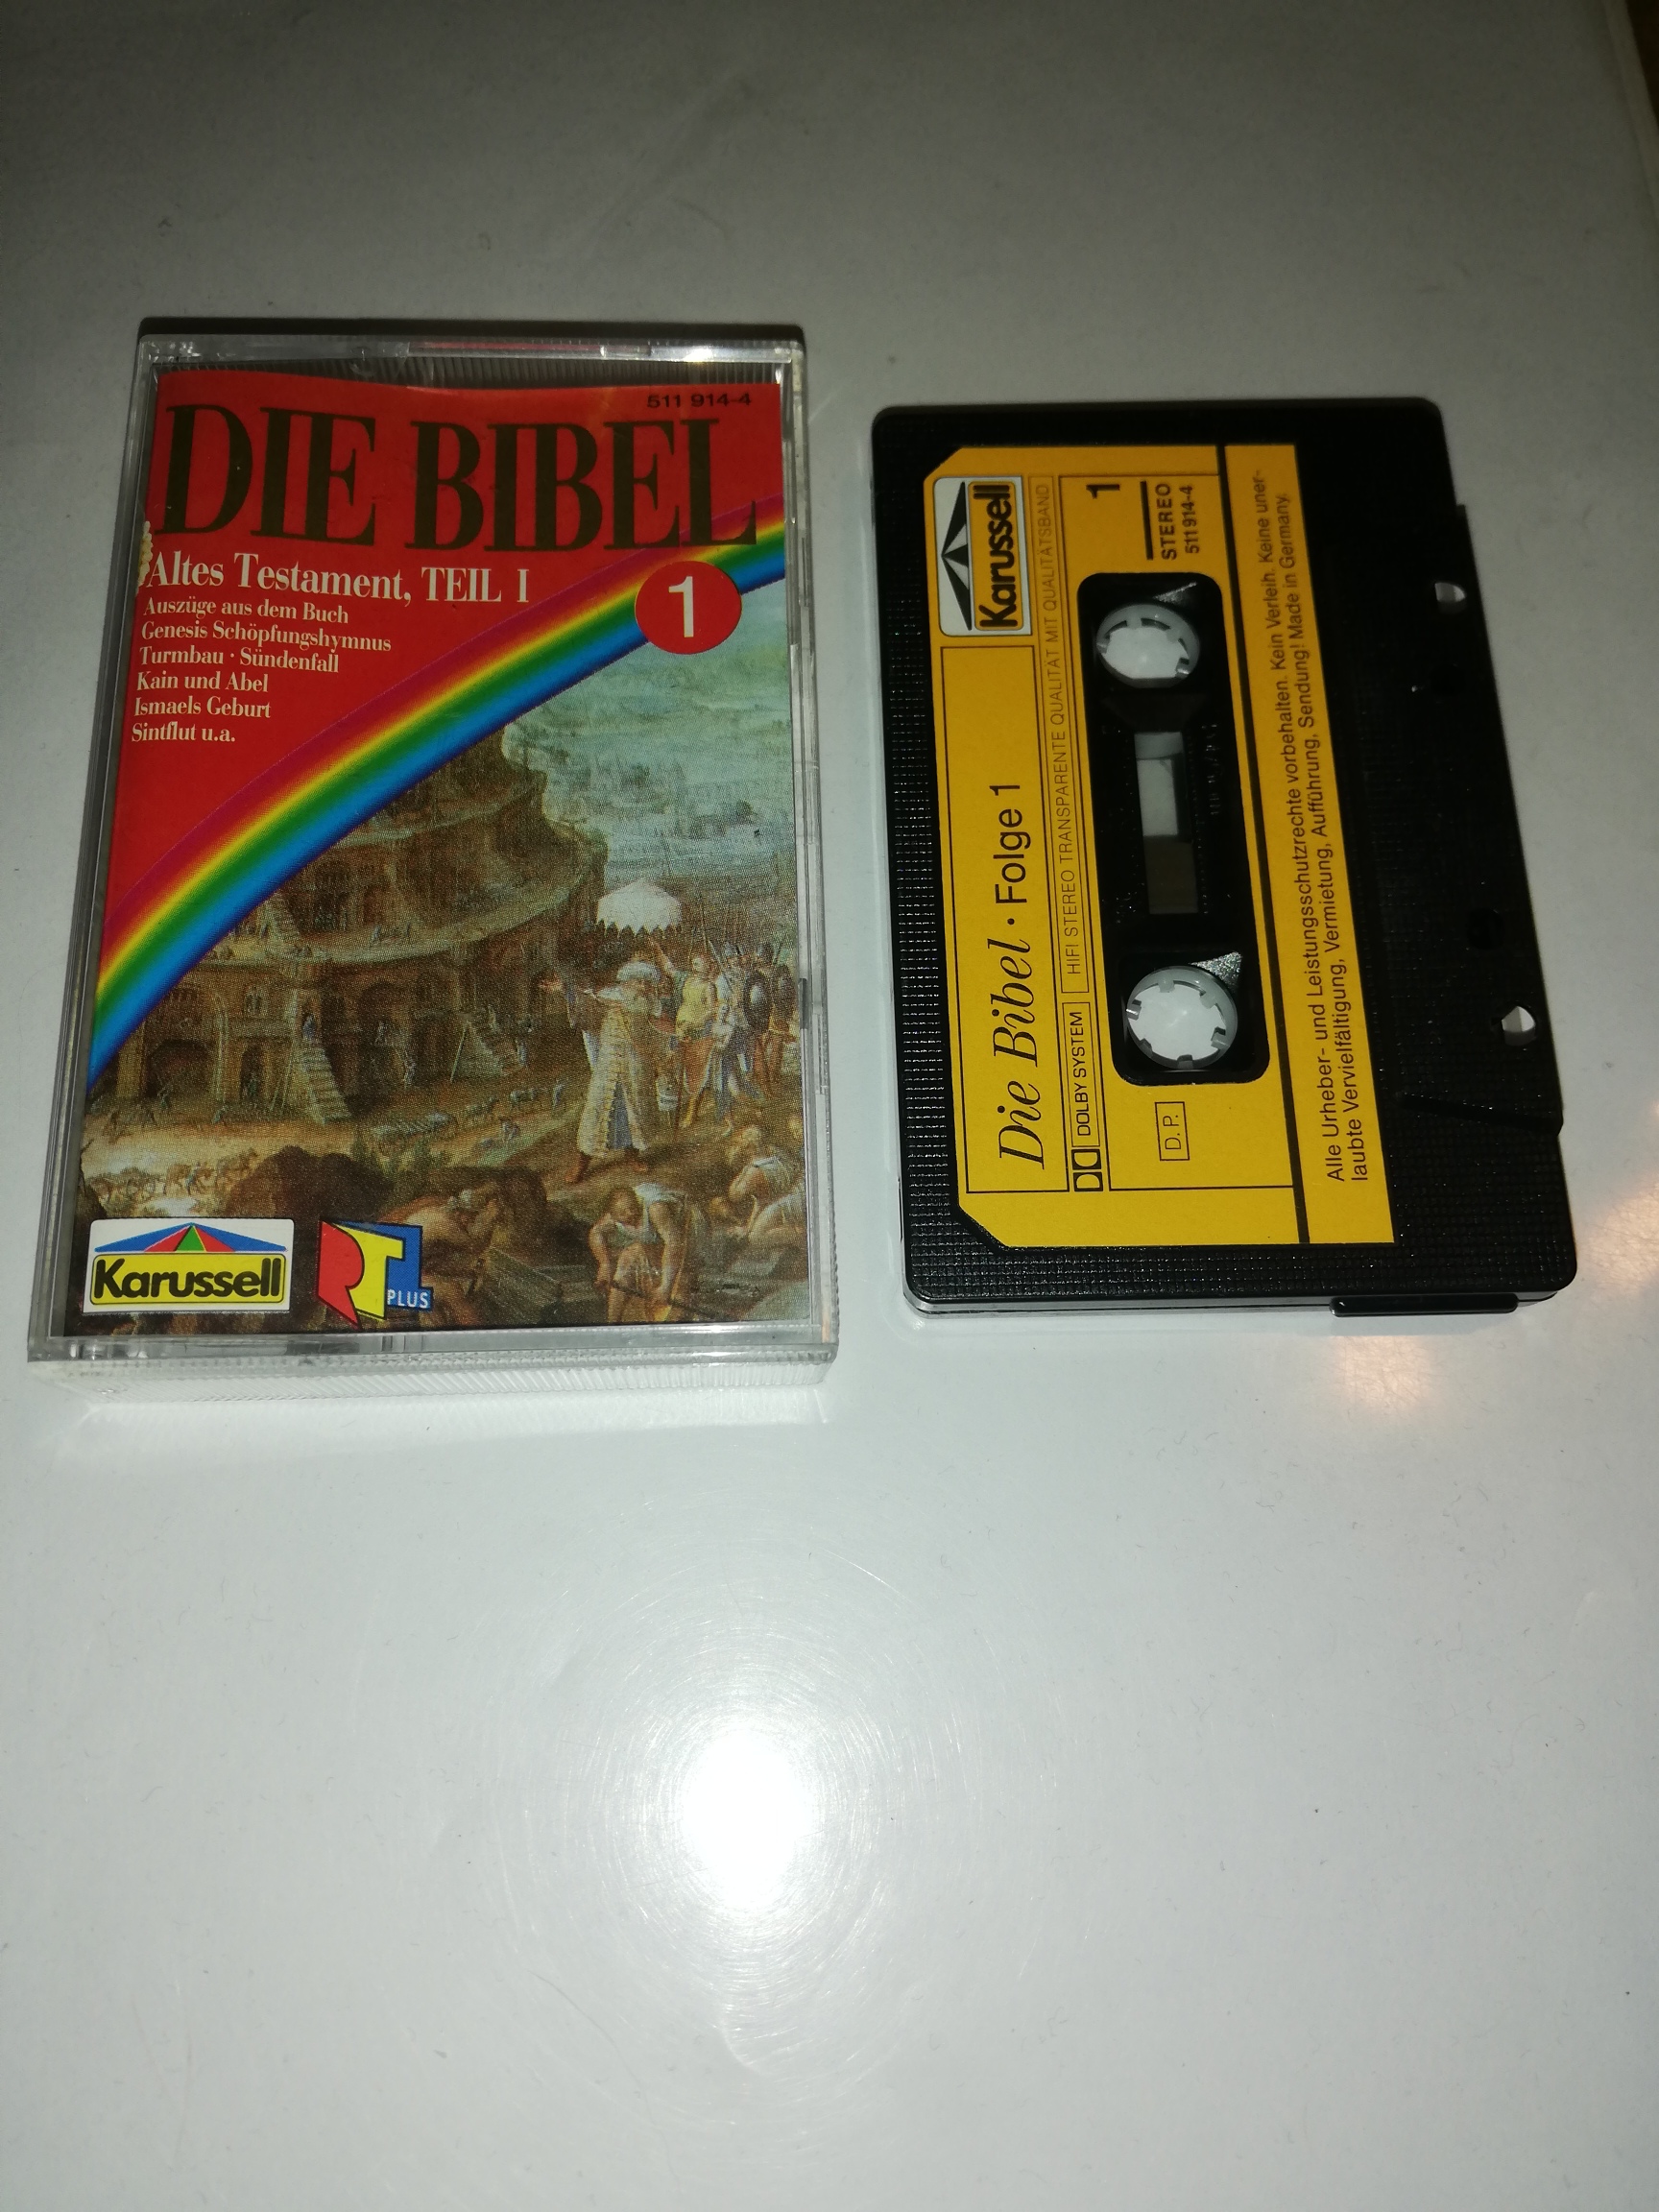 511 914-4
DIE BIBEL
Altes Testament, TEIL I
1
Auszüge aus dem Buch
Genesis Schöpfungshymnus
Turmbau · Sündenfall
Kain und Abel
Ismaels Geburt
Sintflut u.a.
Karussell
RTL
PLUS
Karussell
Die Bibel · Folge 1
DOLBY SYSTEM HIFI STEREO TRANSPARENTE QUALITÄT MIT QUALITÄTSBAND
1
STEREO
511 914-4
D.P.
Alle Urheber- und Leistungsschutzrechte vorbehalten. Kein Verleih. Keine uner-
laubte Vervielfältigung, Vermietung, Aufführung, Sendung! Made in Germany.